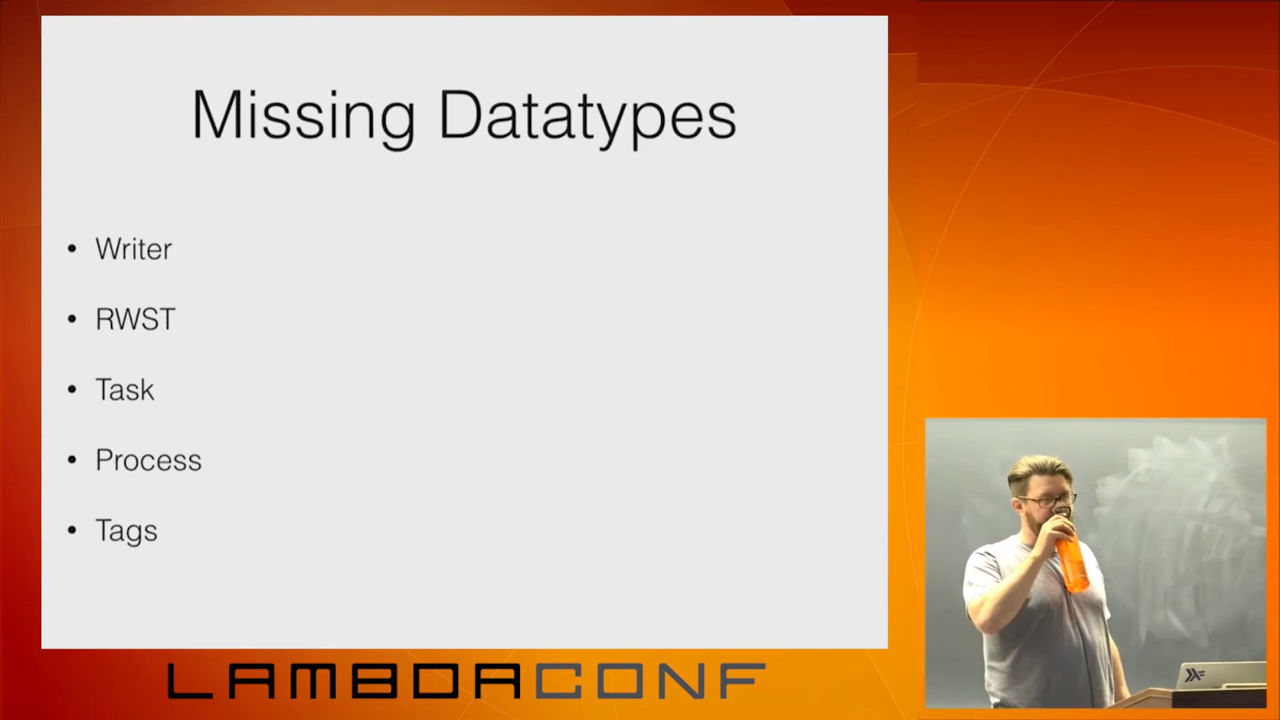 Missing Datatypes
• Writer
• RWST
• Task
• Process
• Tags
LAMBDACONF